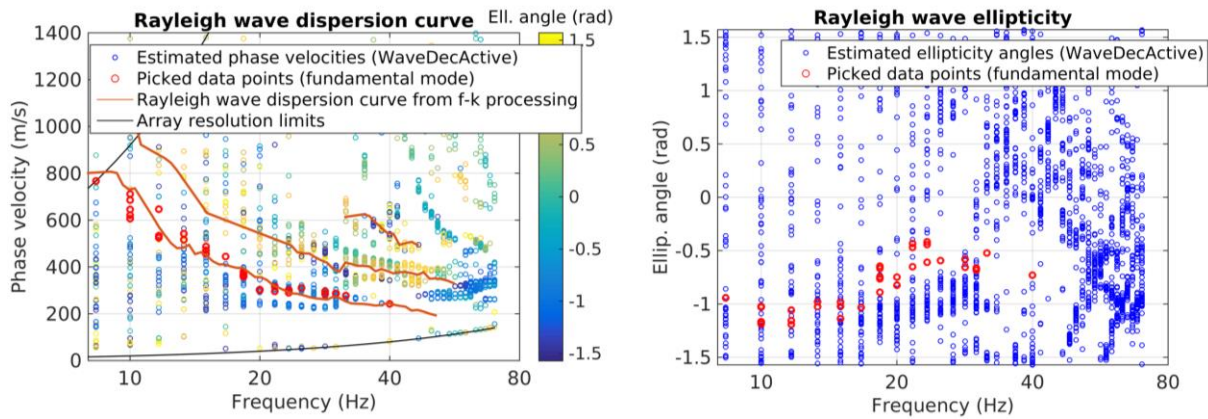 Rayleigh wave dispersion curve
Ell. angle (rad)
1400
1200
1000
800
600
400
200
0
Phase velocity (m/s)
Estimated phase velocities (WaveDecActive)
Picked data points (fundamental mode)
Rayleigh wave dispersion curve from f-k processing
Array resolution limits
10
20
40
80
Frequency (Hz)
1.5
0.5
0
-0.5
-1
-1.5
Rayleigh wave ellipticity
1.5
1
0.5
0
-0.5
-1
-1.5
Ellip. angle (rad)
Estimated ellipticity angles (WaveDecActive)
Picked data points (fundamental mode)
10
20
40
80
Frequency (Hz)